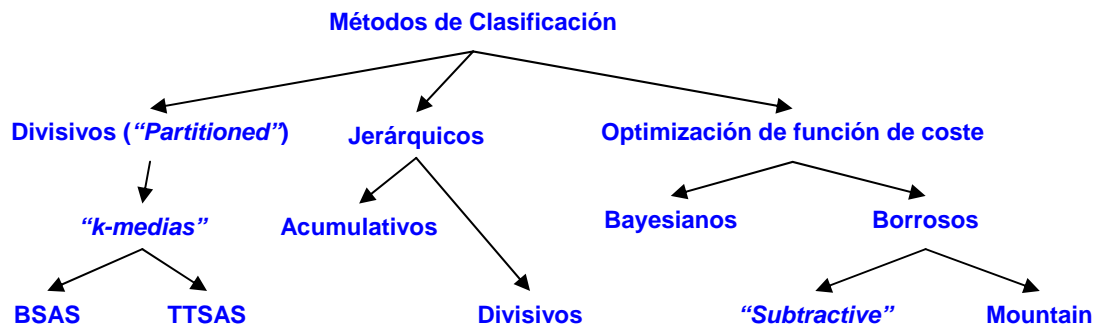 Métodos de Clasificación
Divisivos (“Partitioned”)
Jerárquicos
Optimización de función de coste
“k-medias”
Acumulativos
Bayesianos
Borrosos
BSAS
TTSAS
Divisivos
“Subtractive”
Mountain